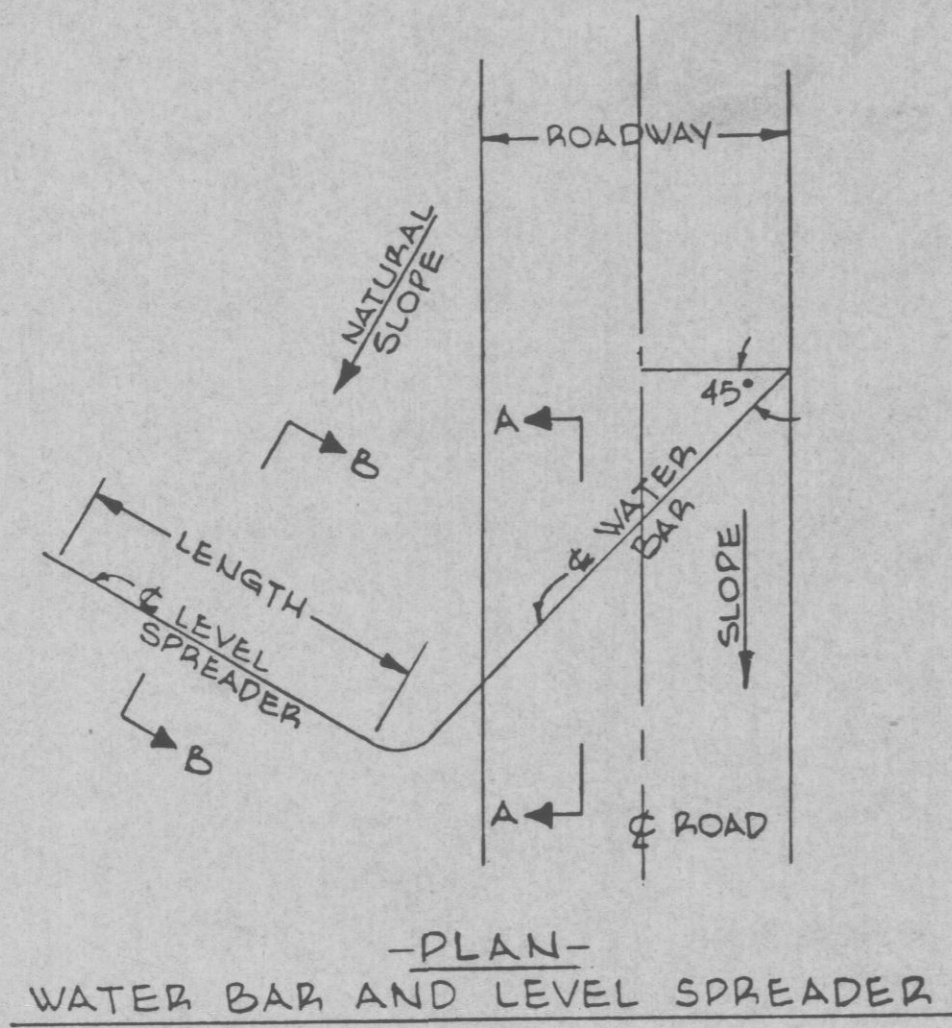 ROADWAY
NATURAL
SLOPE
45°
A
B
℄ WATER
BAR
LENGTH
SLOPE
℄ LEVEL
SPREADER
B
A
℄ ROAD
-PLAN-
WATER BAR AND LEVEL SPREADER